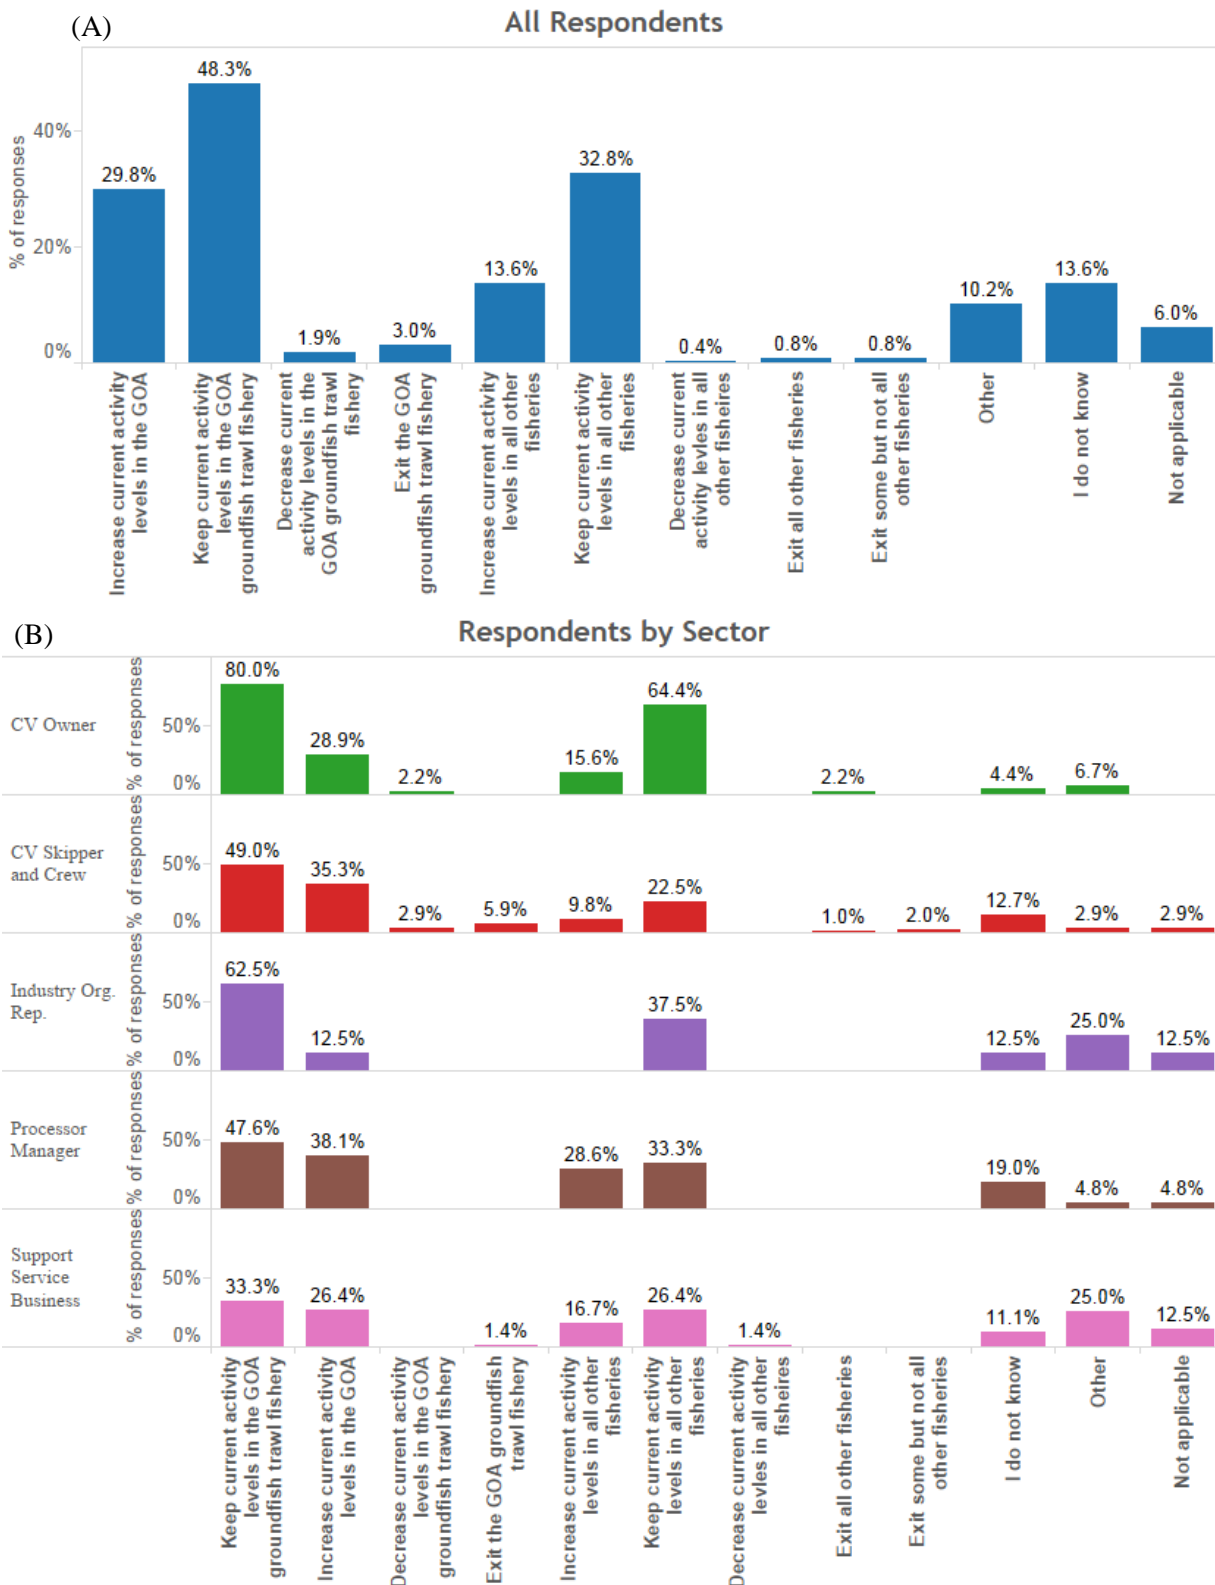 (A)
All Respondents
% of responses
40%
20%
0%
29.8%
48.3%
1.9%
3.0%
13.6%
32.8%
0.4%
0.8%
0.8%
10.2%
13.6%
6.0%
Increase current activity
levels in the GOA
Keep current activity
levels in the GOA
groundfish trawl fishery
Decrease current
activity levels in the
GOA groundfish trawl
fishery
Exit the GOA
groundfish trawl fishery
Increase current activity
levels in all other
fisheries
Keep current activity
levels in all other
fisheries
Decrease current
activity levles in all
other fisheires
Exit all other fisheries
Exit some but not all
other fisheries
Other
I do not know
Not applicable
(B)
Respondents by Sector
CV Owner
% of responses
50%
0%
80.0%
28.9%
2.2%
15.6%
64.4%
2.2%
4.4%
6.7%
CV Skipper
and Crew
% of responses
50%
0%
49.0%
35.3%
2.9%
5.9%
9.8%
22.5%
1.0%
2.0%
12.7%
2.9%
2.9%
Industry Org.
Rep.
% of responses
50%
0%
62.5%
12.5%
37.5%
12.5%
25.0%
12.5%
Processor
Manager
% of responses
50%
0%
47.6%
38.1%
28.6%
33.3%
19.0%
4.8%
4.8%
Support
Service
Business
% of responses
50%
0%
33.3%
26.4%
1.4%
16.7%
26.4%
1.4%
11.1%
25.0%
12.5%
Keep current activity
levels in the GOA
groundfish trawl fishery
Increase current activity
levels in the GOA
Decrease current activity
levels in the GOA
groundfish trawl fishery
Exit the GOA groundfish
trawl fishery
Increase current activity
levels in all other
fisheries
Keep current activity
levels in all other
fisheries
Decrease current activity
levles in all other
fisheires
Exit all other fisheries
Exit some but not all
other fisheries
I do not know
Other
Not applicable